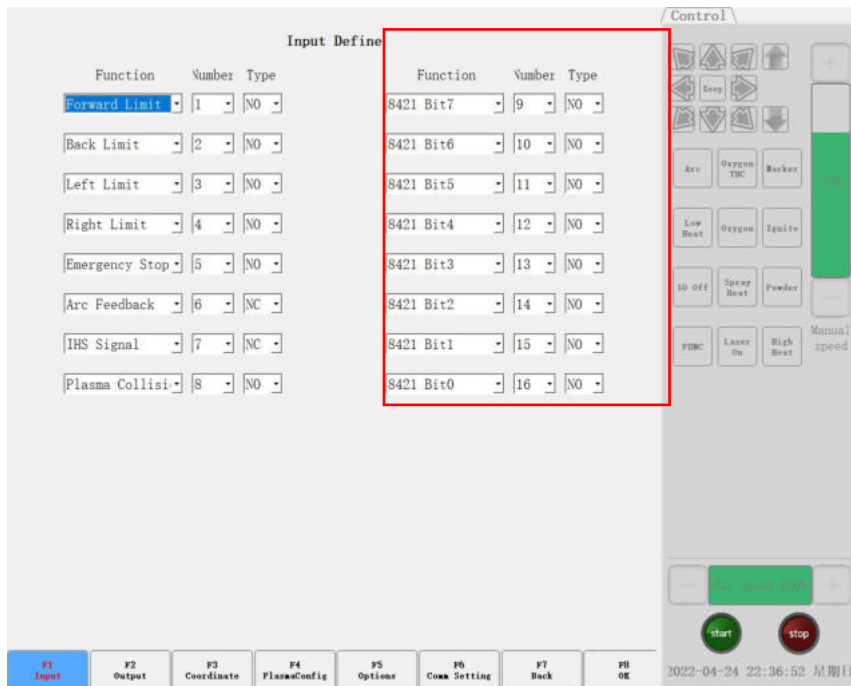 Control
Input Define
Function Number Type
Forward Limit 1 NO
Back Limit 2 NO
Left Limit 3 NO
Right Limit 4 NO
Emergency Stop 5 NO
Arc Feedback 6 NC
IHS Signal 7 NC
Plasma Collisi 8 NO
Function Number Type
8421 Bit7 9 NO
8421 Bit6 10 NO
8421 Bit5 11 NO
8421 Bit4 12 NO
8421 Bit3 13 NO
8421 Bit2 14 NO
8421 Bit1 15 NO
8421 Bit0 16 NO
Keep
Arc
Oxygen THC
Marker
Low Heat
Oxygen
Ignite
IO Off
Spray Heat
Powder
FUNC
Laser On
High Heat
Manual speed
start
stop
2022-04-24 22:36:52 星期日
F1 Input
F2 Output
F3 Coordinate
F4 PlasmaConfig
F5 Options
F6 Comm Setting
F7 Back
F8 OK